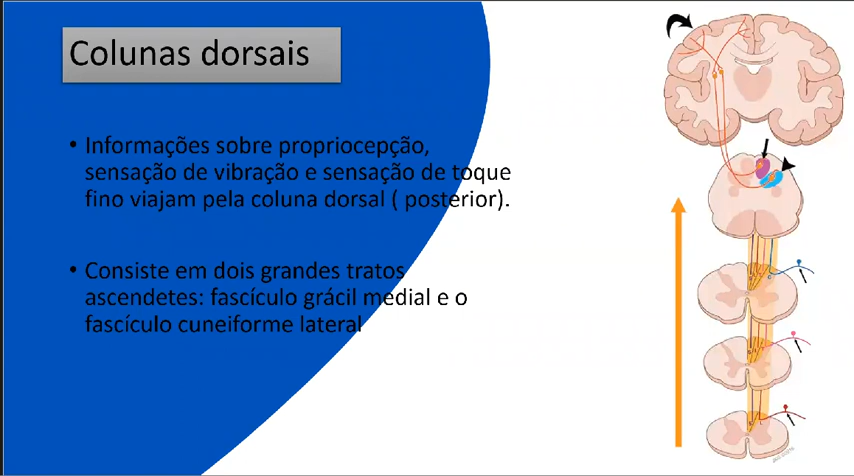 Colunas dorsais
• Informações sobre propriocepção,
sensação de vibração e sensação de toque
fino viajam pela coluna dorsal ( posterior).
• Consiste em dois grandes tratos
ascendetes: fascículo grácil medial e o
fascículo cuneiforme lateral